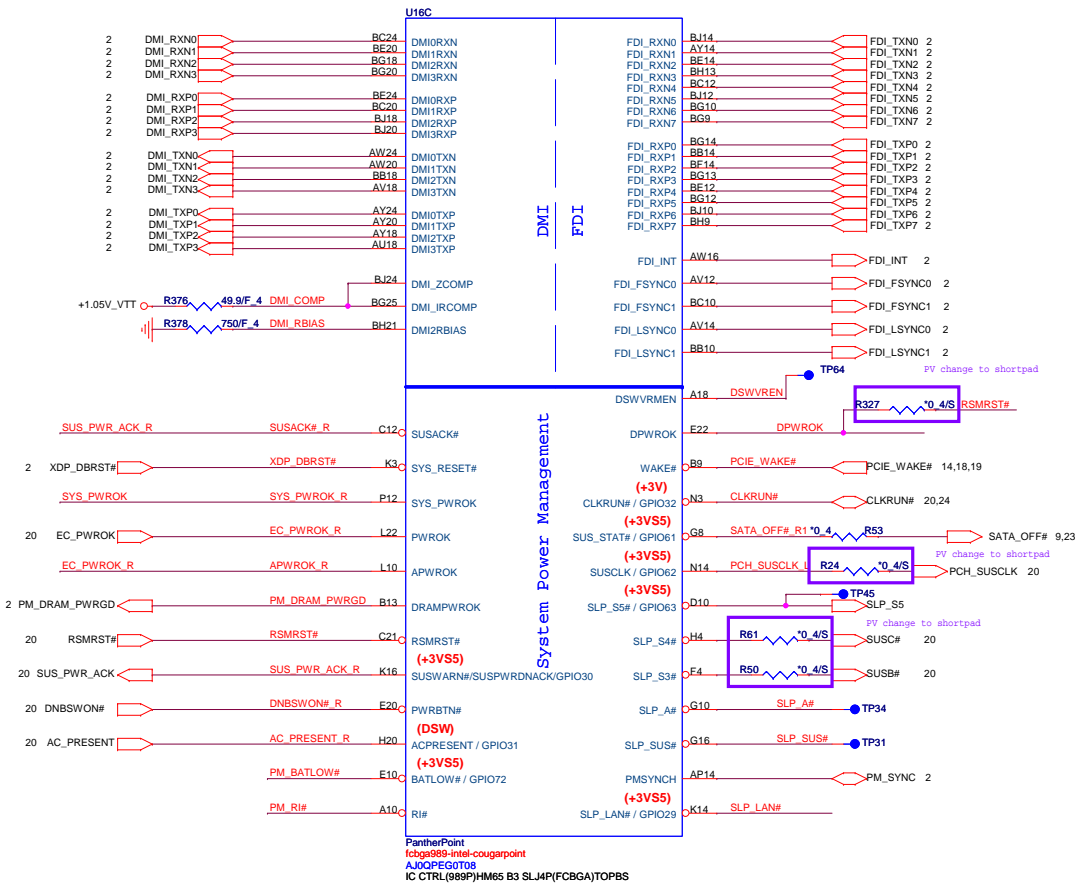 U16C
2 DMI_RXN0 BC24 DMI0RXN
2 DMI_RXN1 BE20 DMI1RXN
2 DMI_RXN2 BG18 DMI2RXN
2 DMI_RXN3 BG20 DMI3RXN
2 DMI_RXP0 BE24 DMI0RXP
2 DMI_RXP1 BC20 DMI1RXP
2 DMI_RXP2 BJ18 DMI2RXP
2 DMI_RXP3 BJ20 DMI3RXP
2 DMI_TXN0 AW24 DMI0TXN
2 DMI_TXN1 AW20 DMI1TXN
2 DMI_TXN2 BB18 DMI2TXN
2 DMI_TXN3 AV18 DMI3TXN
2 DMI_TXP0 AY24 DMI0TXP
2 DMI_TXP1 AY20 DMI1TXP
2 DMI_TXP2 AY18 DMI2TXP
2 DMI_TXP3 AU18 DMI3TXP
BJ24 DMI_ZCOMP
+1.05V_VTT R376 49.9/F_4 DMI_COMP BG25 DMI_IRCOMP
R378 750/F_4 DMI_RBIAS BH21 DMI2RBIAS
DMI
FDI
FDI_RXN0 BJ14 FDI_TXN0 2
FDI_RXN1 AY14 FDI_TXN1 2
FDI_RXN2 BE14 FDI_TXN2 2
FDI_RXN3 BH13 FDI_TXN3 2
FDI_RXN4 BC12 FDI_TXN4 2
FDI_RXN5 BJ12 FDI_TXN5 2
FDI_RXN6 BG10 FDI_TXN6 2
FDI_RXN7 BG9 FDI_TXN7 2
FDI_RXP0 BG14 FDI_TXP0 2
FDI_RXP1 BB14 FDI_TXP1 2
FDI_RXP2 BF14 FDI_TXP2 2
FDI_RXP3 BG13 FDI_TXP3 2
FDI_RXP4 BE12 FDI_TXP4 2
FDI_RXP5 BG12 FDI_TXP5 2
FDI_RXP6 BJ10 FDI_TXP6 2
FDI_RXP7 BH9 FDI_TXP7 2
FDI_INT AW16 FDI_INT 2
FDI_FSYNC0 AV12 FDI_FSYNC0 2
FDI_FSYNC1 BC10 FDI_FSYNC1 2
FDI_LSYNC0 AV14 FDI_LSYNC0 2
FDI_LSYNC1 BB10 FDI_LSYNC1 2
SUS_PWR_ACK_R SUSACK#_R C12 SUSACK#
2 XDP_DBRST# XDP_DBRST# K3 SYS_RESET#
SYS_PWROK SYS_PWROK_R P12 SYS_PWROK
20 EC_PWROK EC_PWROK_R L22 PWROK
EC_PWROK_R APWROK_R L10 APWROK
2 PM_DRAM_PWRGD PM_DRAM_PWRGD B13 DRAMPWROK
20 RSMRST# RSMRST# C21 RSMRST#
(+3VS5)
20 SUS_PWR_ACK SUS_PWR_ACK_R K16 SUSWARN#/SUSPWRDNACK/GPIO30
20 DNBSWON# DNBSWON#_R E20 PWRBTN#
(DSW)
20 AC_PRESENT AC_PRESENT_R H20 ACPRESENT / GPIO31
(+3VS5)
PM_BATLOW# E10 BATLOW# / GPIO72
PM_RI# A10 RI#
System Power Management
TP64
PV change to shortpad
DSWVRMEN A18 DSWVREN
R327 *0_4/S RSMRST#
DPWROK E22 DPWROK
WAKE# B9 PCIE_WAKE# PCIE_WAKE# 14,18,19
(+3V)
CLKRUN# / GPIO32 N3 CLKRUN# CLKRUN# 20,24
(+3VS5)
SUS_STAT# / GPIO61 G8 SATA_OFF#_R1 *0_4 R53 SATA_OFF# 9,23
PV change to shortpad
(+3VS5)
SUSCLK / GPIO62 N14 PCH_SUSCLK_L R24 *0_4/S PCH_SUSCLK 20
(+3VS5)
TP45
SLP_S5# / GPIO63 D10 SLP_S5
PV change to shortpad
SLP_S4# H4 R61 *0_4/S SUSC# 20
SLP_S3# F4 R50 *0_4/S SUSB# 20
SLP_A# G10 SLP_A# TP34
SLP_SUS# G16 SLP_SUS# TP31
PMSYNCH AP14 PM_SYNC 2
(+3VS5)
SLP_LAN# / GPIO29 K14 SLP_LAN#
PantherPoint
fcbga989-intel-cougarpoint
AJ0QPEG0T08
IC CTRL(989P)HM65 B3 SLJ4P(FCBGA)TOPBS